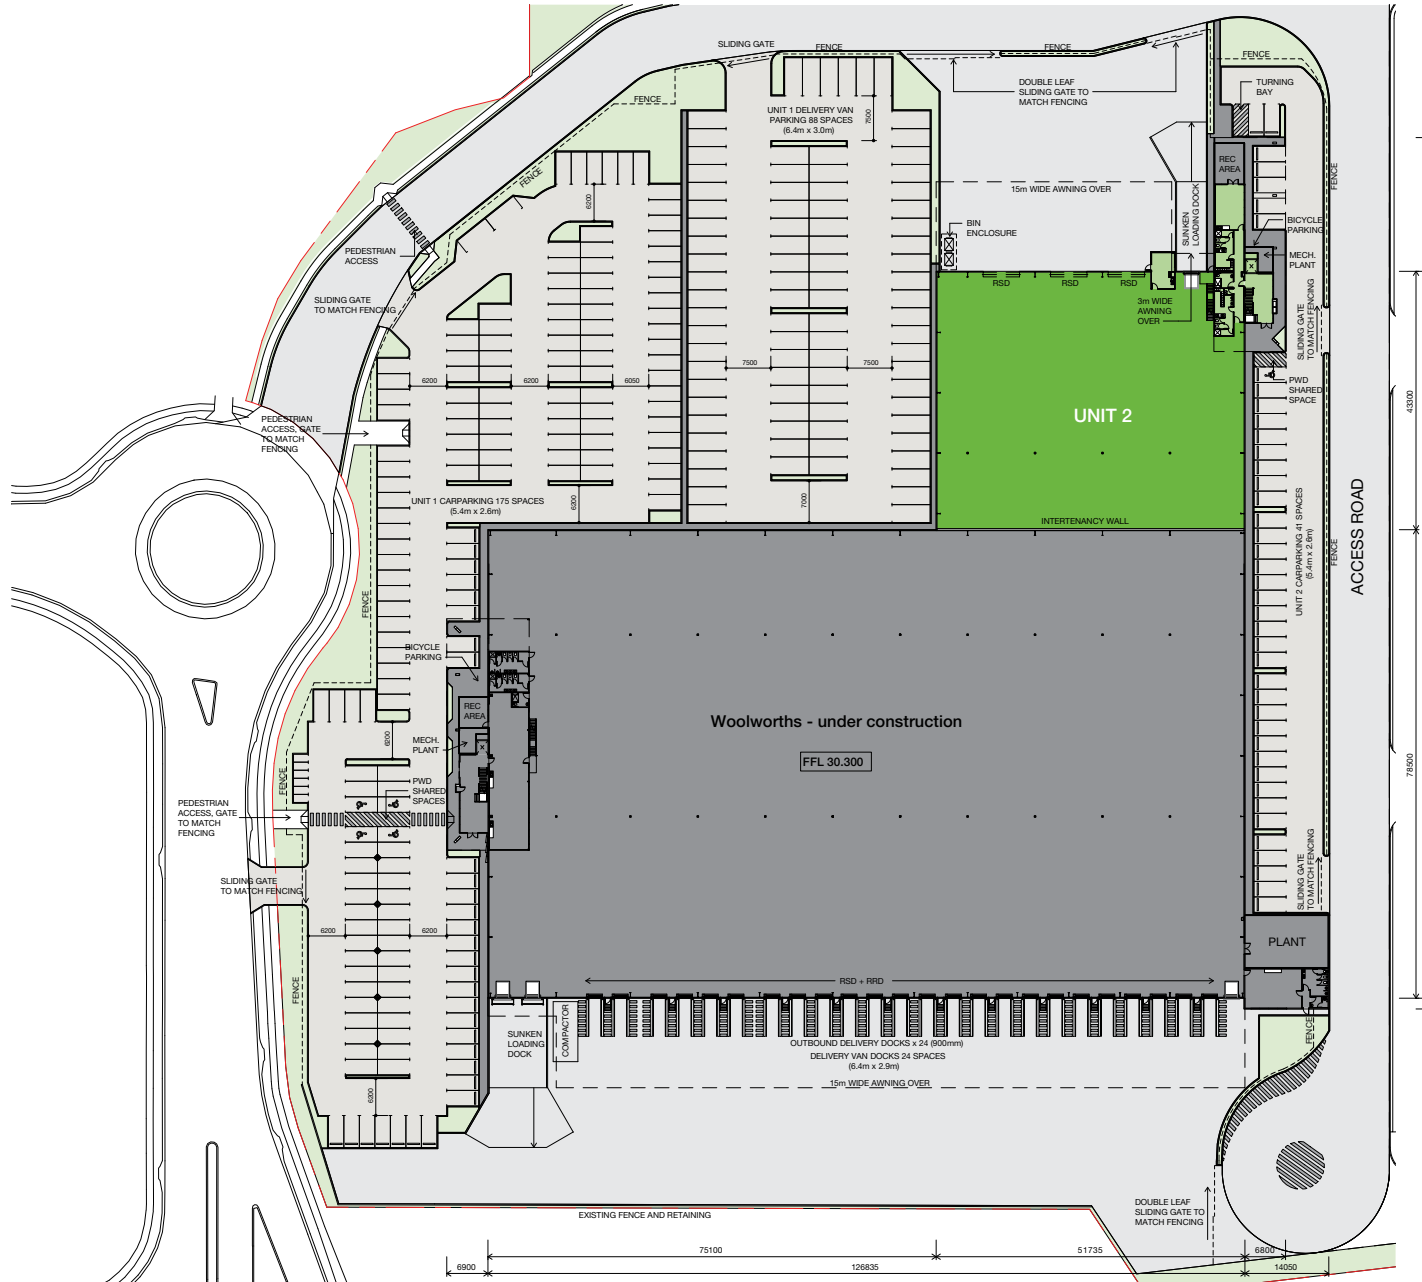 SLIDING GATE
FENCE
FENCE
FENCE
DOUBLE LEAF
SLIDING GATE TO
MATCH FENCING
TURNING
BAY
FENCE
UNIT 1 DELIVERY VAN
PARKING 88 SPACES
(6.4m x 3.0m)
7500
REC
AREA
FENCE
FENCE
15m WIDE AWNING OVER
6200
SUNKEN
LOADING DOCK
BIN
ENCLOSURE
BICYCLE
PARKING
PEDESTRIAN
ACCESS
MECH.
PLANT
RSD
RSD
RSD
SLIDING GATE
TO MATCH FENCING
3m WIDE
AWNING
OVER
SLIDING GATE
TO MATCH FENCING
6200
6200
6050
7500
7500
PWD
SHARED
SPACE
43300
UNIT 2
PEDESTRIAN
ACCESS, GATE
TO MATCH
FENCING
UNIT 1 CARPARKING 175 SPACES
(5.4m x 2.6m)
6200
7000
INTERTENANCY WALL
UNIT 2 CARPARKING 41 SPACES
(5.4m x 2.6m)
FENCE
ACCESS ROAD
FENCE
BICYCLE
PARKING
REC
AREA
Woolworths - under construction
FFL 30.300
6200
MECH.
PLANT
78500
FENCE
PWD
SHARED
SPACES
PEDESTRIAN
ACCESS, GATE
TO MATCH
FENCING
SLIDING GATE
TO MATCH FENCING
SLIDING GATE
TO MATCH FENCING
6200
6200
PLANT
FENCE
RSD + RRD
SUNKEN
LOADING
DOCK
COMPACTOR
OUTBOUND DELIVERY DOCKS x 24 (900mm)
DELIVERY VAN DOCKS 24 SPACES
(6.4m x 2.9m)
FENCE
15m WIDE AWNING OVER
6200
DOUBLE LEAF
SLIDING GATE TO
MATCH FENCING
EXISTING FENCE AND RETAINING
75100
51735
6800
6900
126835
14050